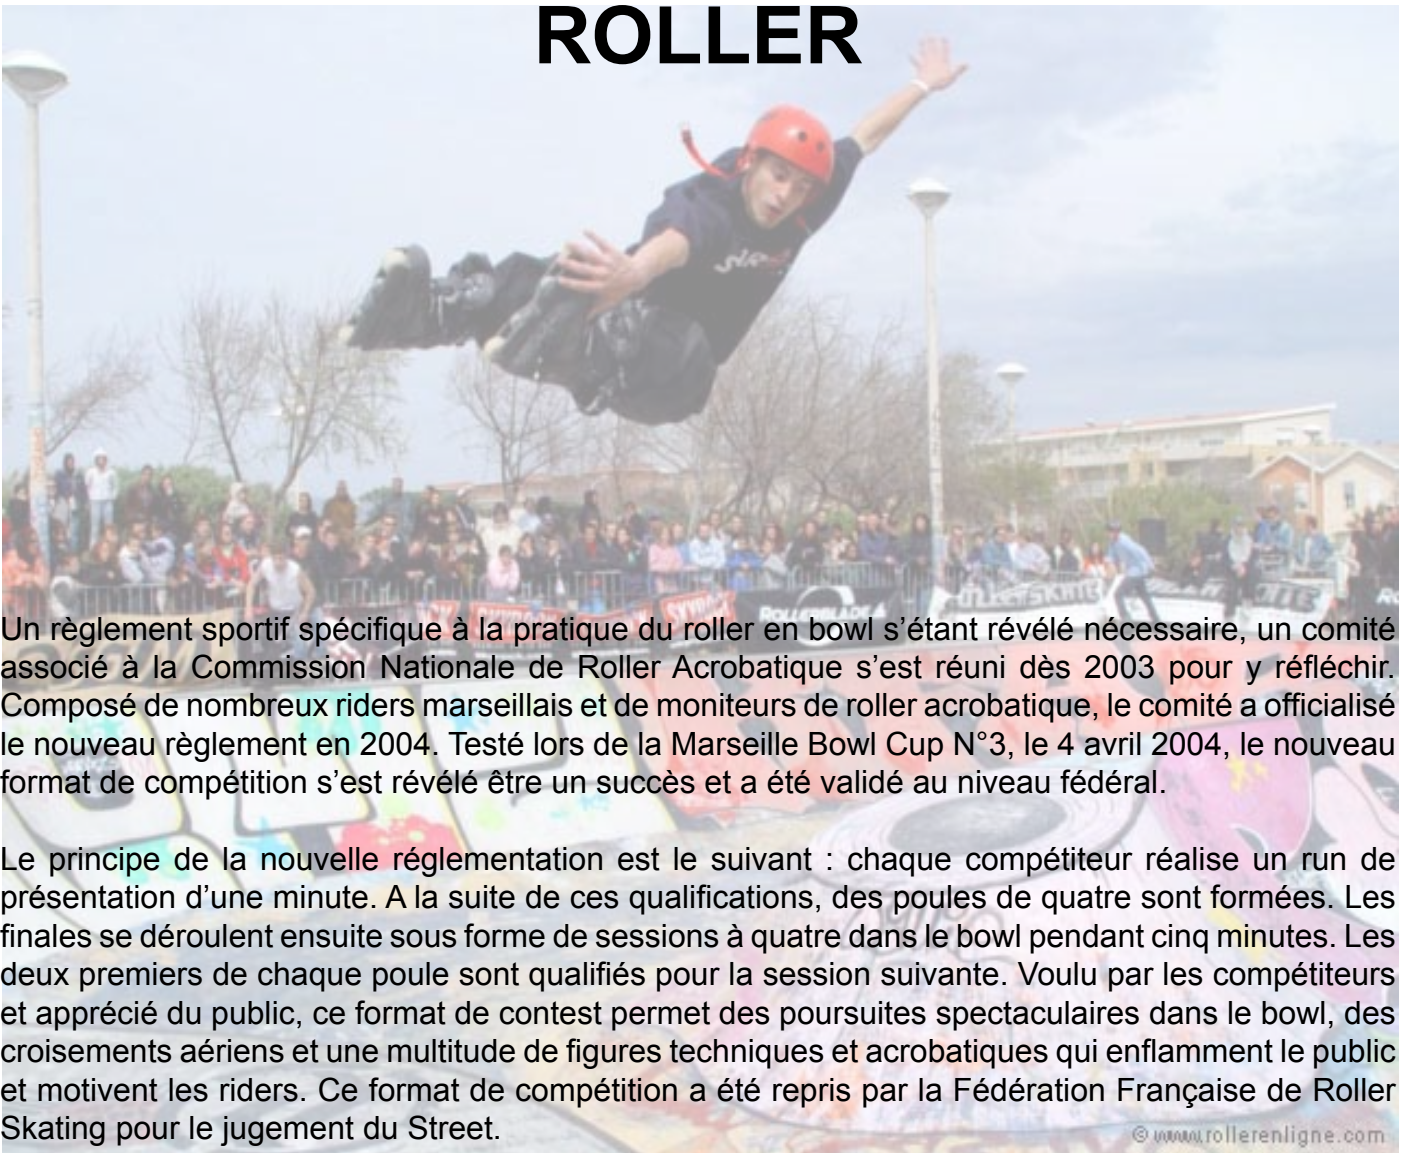 ROLLER
ROLLERBLADE
Un règlement sportif spécifique à la pratique du roller en bowl s’étant révélé nécessaire, un comité
associé à la Commission Nationale de Roller Acrobatique s’est réuni dès 2003 pour y réfléchir.
Composé de nombreux riders marseillais et de moniteurs de roller acrobatique, le comité a officialisé
le nouveau règlement en 2004. Testé lors de la Marseille Bowl Cup N°3, le 4 avril 2004, le nouveau
format de compétition s’est révélé être un succès et a été validé au niveau fédéral.
Le principe de la nouvelle réglementation est le suivant : chaque compétiteur réalise un run de
présentation d’une minute. A la suite de ces qualifications, des poules de quatre sont formées. Les
finales se déroulent ensuite sous forme de sessions à quatre dans le bowl pendant cinq minutes. Les
deux premiers de chaque poule sont qualifiés pour la session suivante. Voulu par les compétiteurs
et apprécié du public, ce format de contest permet des poursuites spectaculaires dans le bowl, des
croisements aériens et une multitude de figures techniques et acrobatiques qui enflamment le public
et motivent les riders. Ce format de compétition a été repris par la Fédération Française de Roller
Skating pour le jugement du Street.
© www.rollerenligne.com